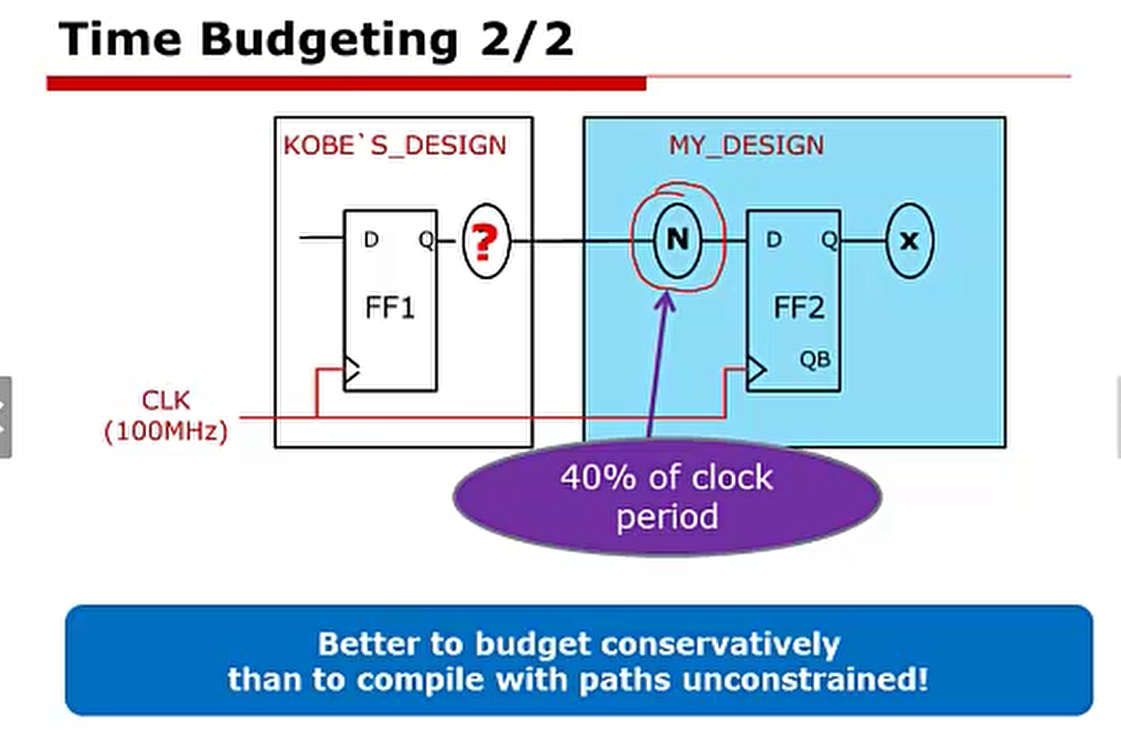 Time Budgeting 2/2
KOBE`S_DESIGN
MY_DESIGN
D
Q
?
N
D
Q
x
FF1
FF2
QB
CLK
(100MHz)
40% of clock
period
Better to budget conservatively
than to compile with paths unconstrained!